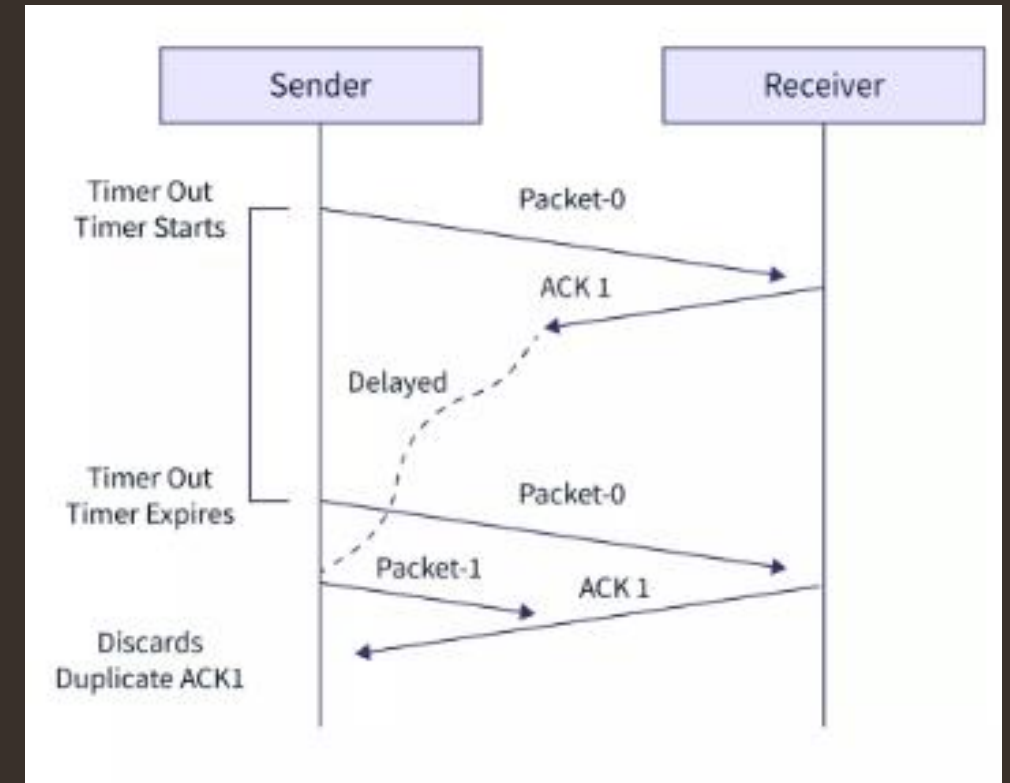 Sender
Receiver
Timer Out
Timer Starts
Packet-0
ACK 1
Delayed
Timer Out
Timer Expires
Packet-0
Packet-1
ACK 1
Discards
Duplicate ACK1